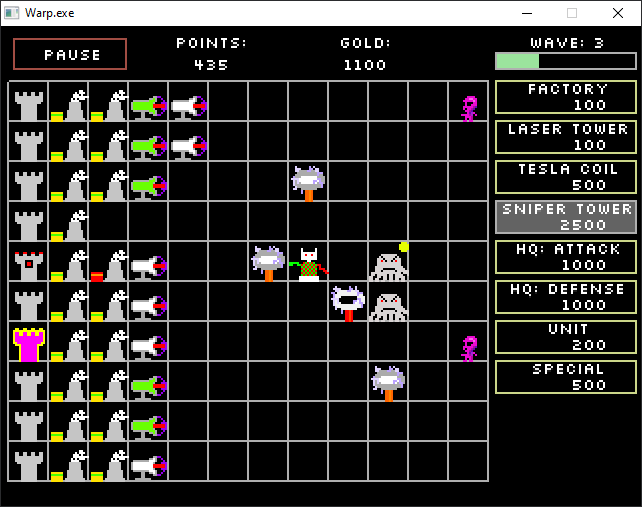 Warp.exe
PAUSE
POINTS:
435
GOLD:
1100
WAVE: 3
FACTORY
100
LASER TOWER
100
TESLA COIL
500
SNIPER TOWER
2500
HQ: ATTACK
1000
HQ: DEFENSE
1000
UNIT
200
SPECIAL
500